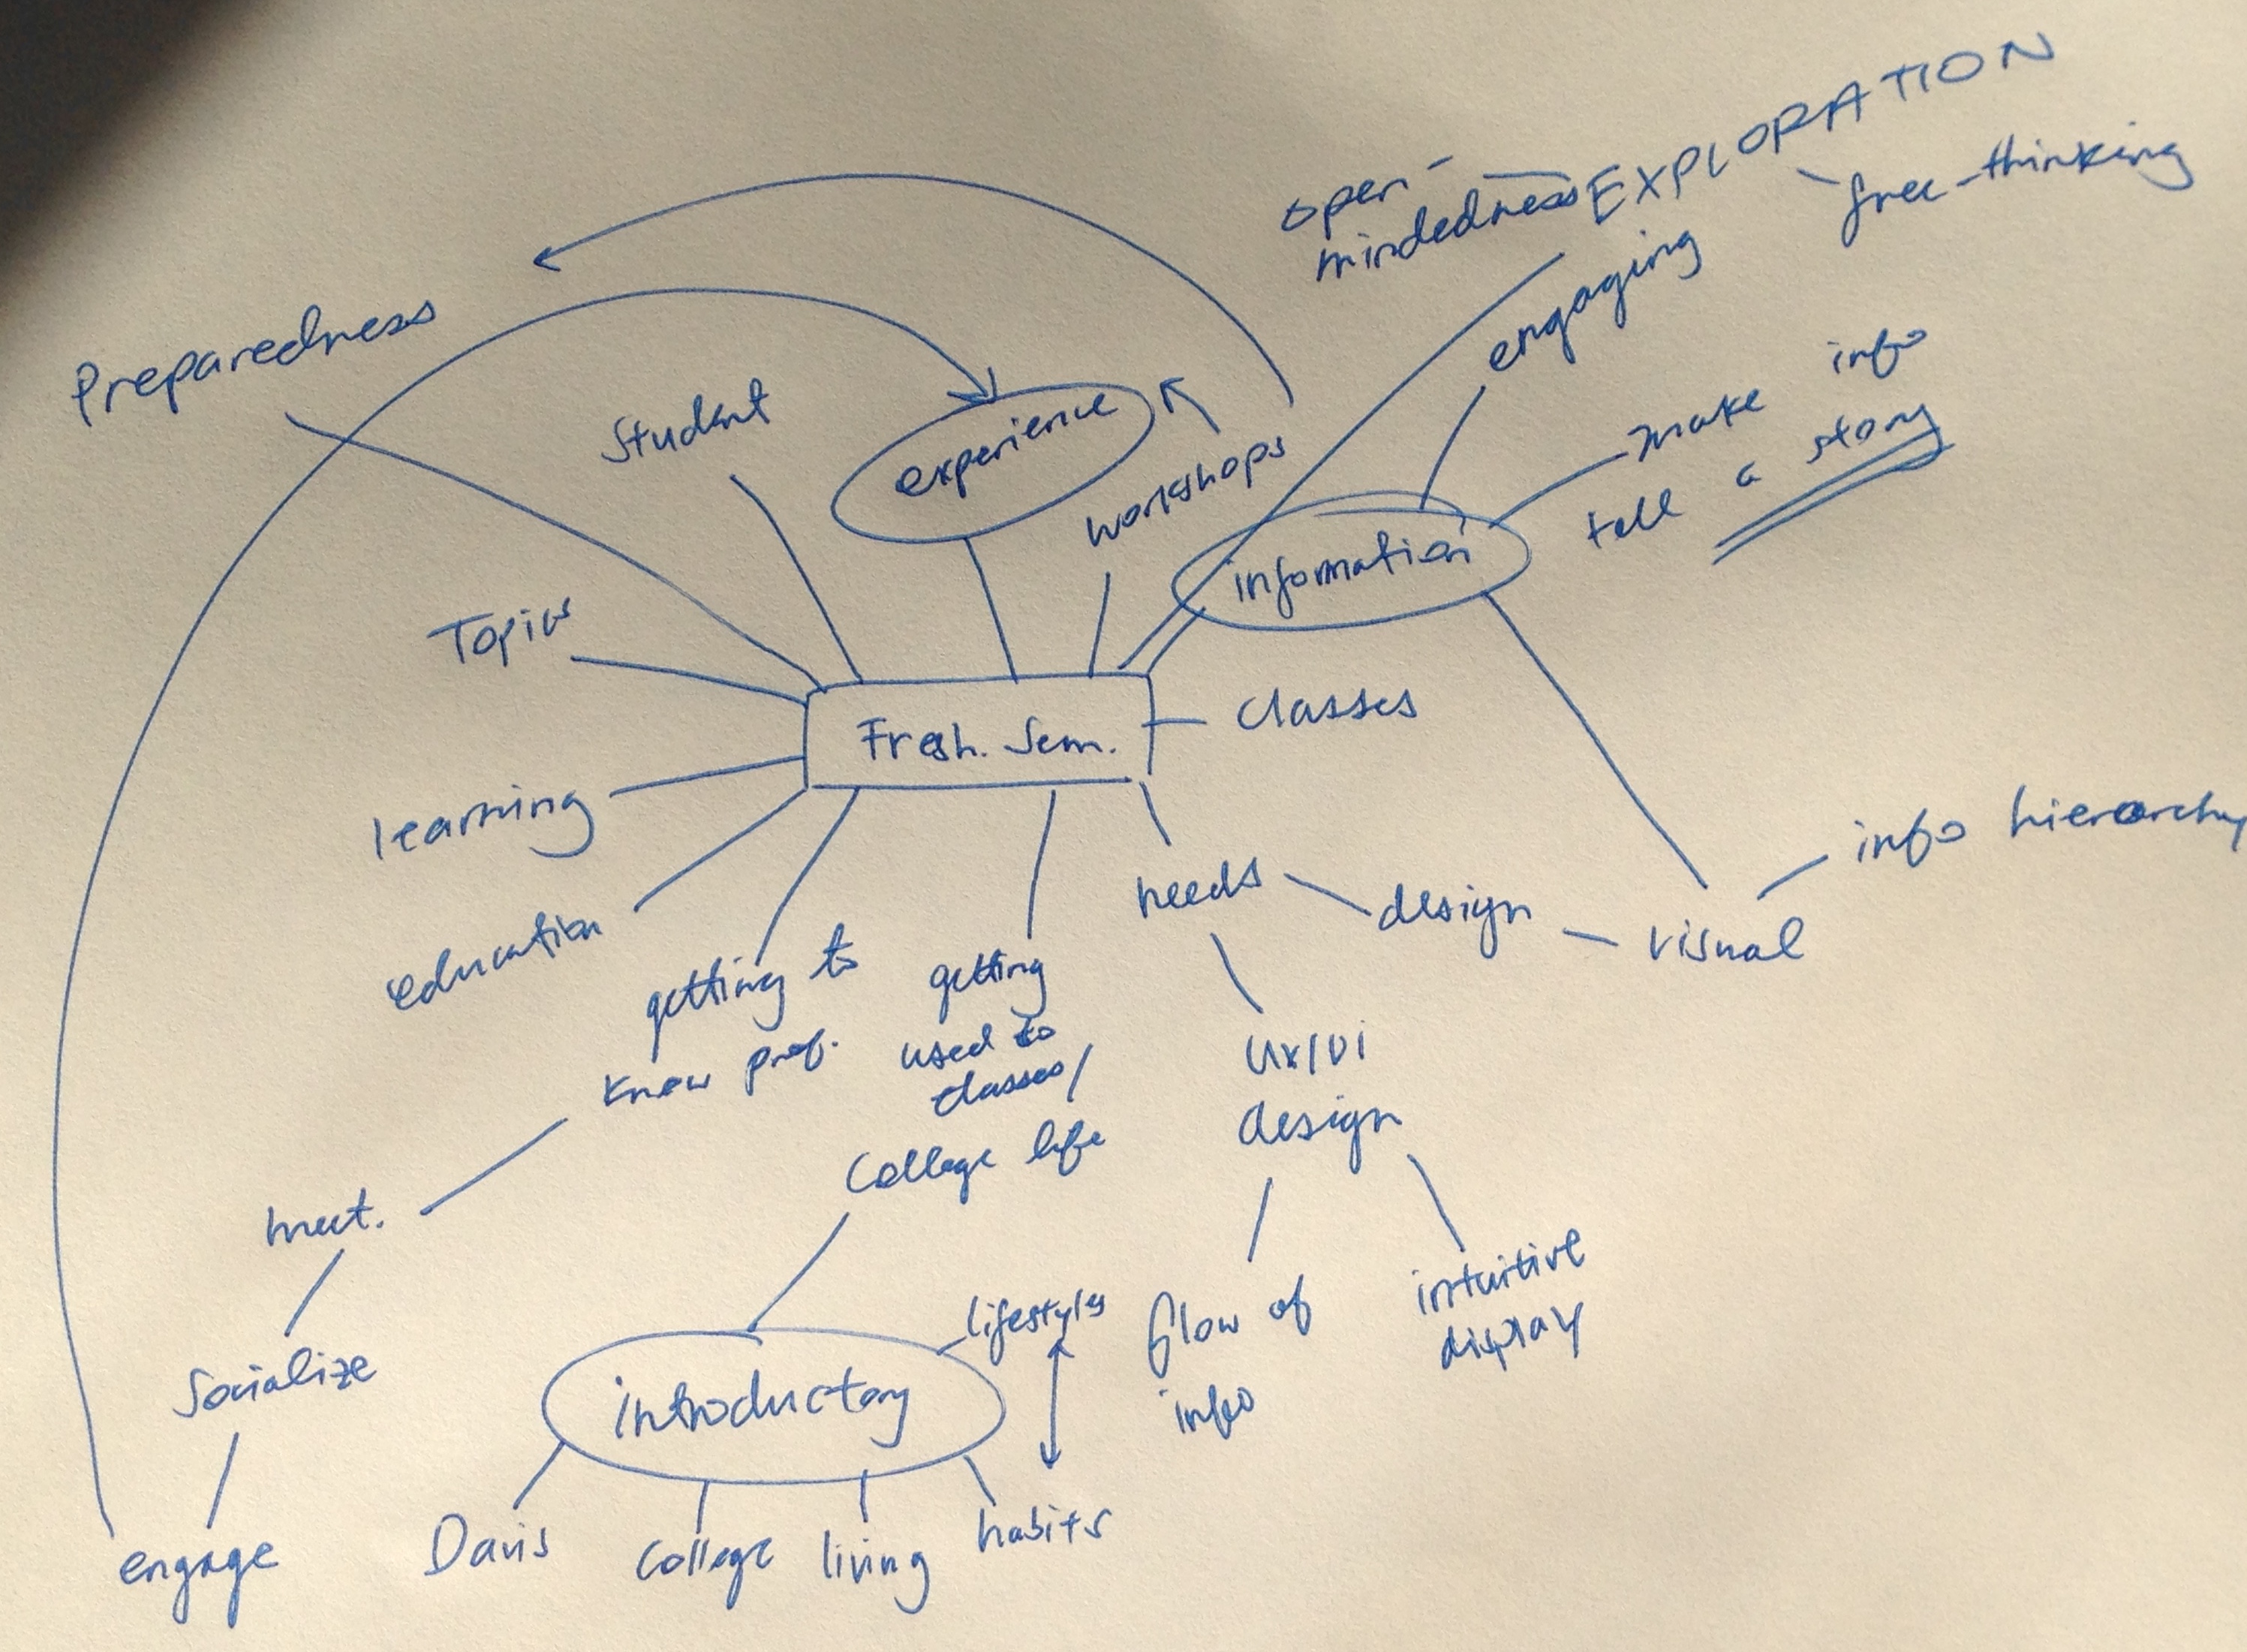 EXPLORATION
open-
mindedness
free-thinking
engaging
Preparedness
Student
experience
workshops
info
make
tell a story
information
Topics
Fresh. Sem.
classes
learning
info hierarchy
needs
design
visual
education
getting to
know prof.
getting
used to
classes/
College life
UX/UI
design
meet.
Socialize
engage
introductory
lifestyles
flow of
info
intuitive
display
Davis
College
living
habits